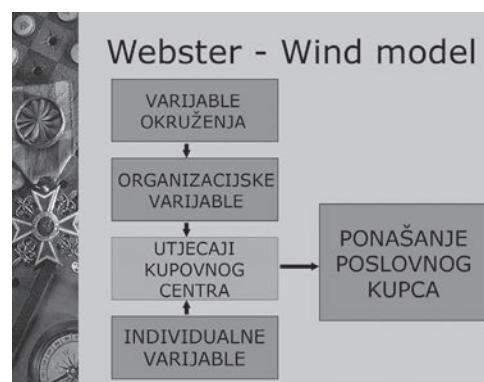 Webster - Wind model
VARIJABLE
OKRUŽENJA
ORGANIZACIJSKE
VARIJABLE
UTJECAJI
KUPOVNOG
CENTRA
INDIVIDUALNE
VARIJABLE
PONAŠANJE
POSLOVNOG
KUPCA